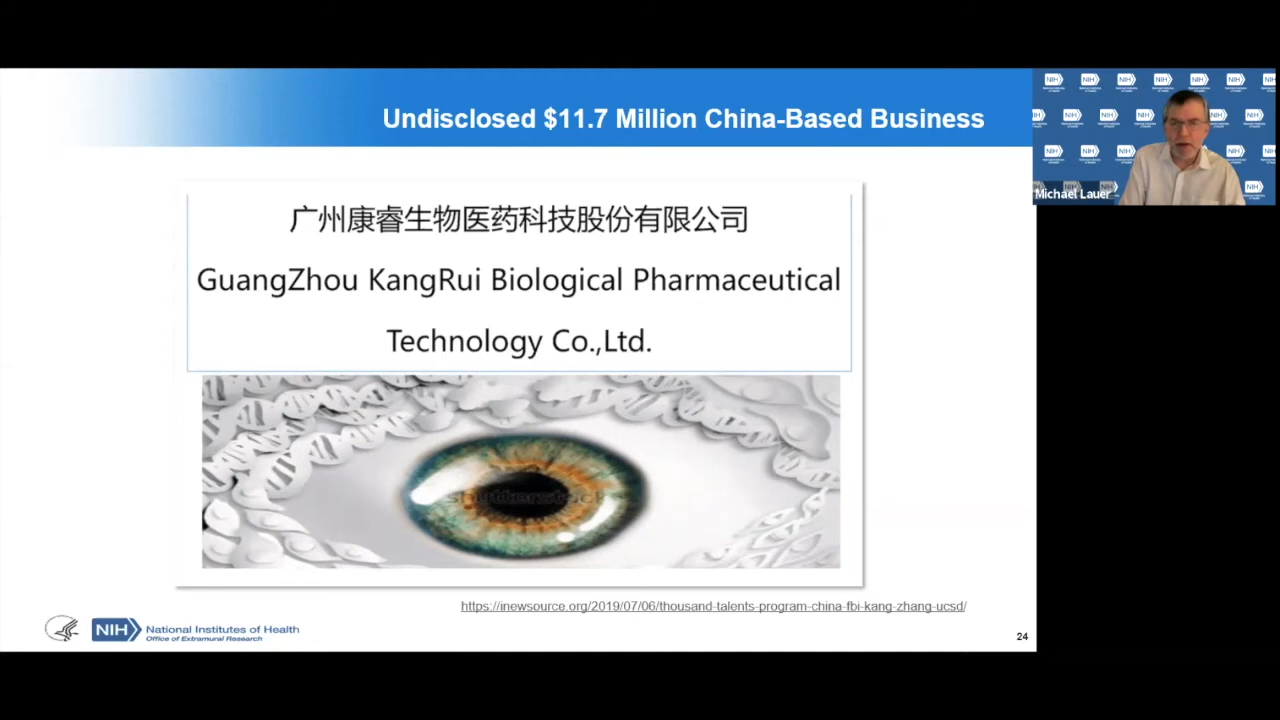 Undisclosed $11.7 Million China-Based Business
广州康睿生物医药科技股份有限公司
GuangZhou KangRui Biological Pharmaceutical
Technology Co.,Ltd.
shutterstock
https://inewsource.org/2019/07/06/thousand-talents-program-china-fbi-kang-zhang-ucsd/
NIH
National Institutes of Health
Office of Extramural Research
24
NIH
Michael Lauer